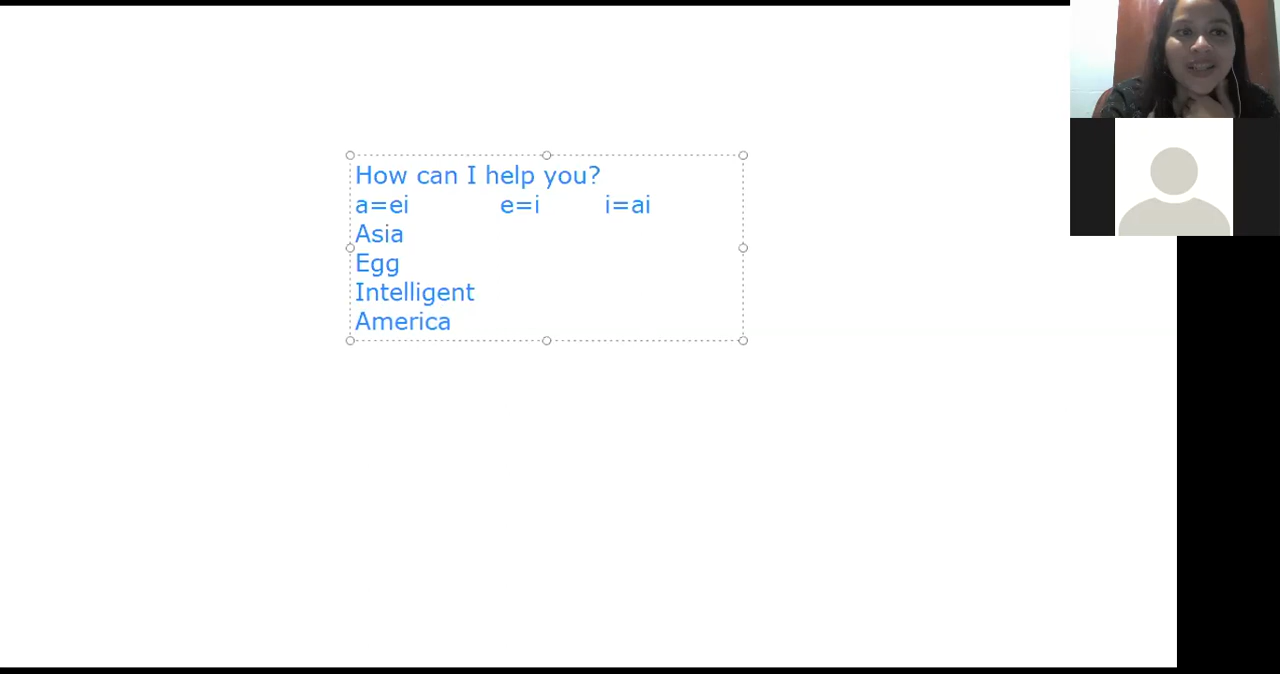 How can I help you?
a=ei e=i i=ai
Asia
Egg
Intelligent
America